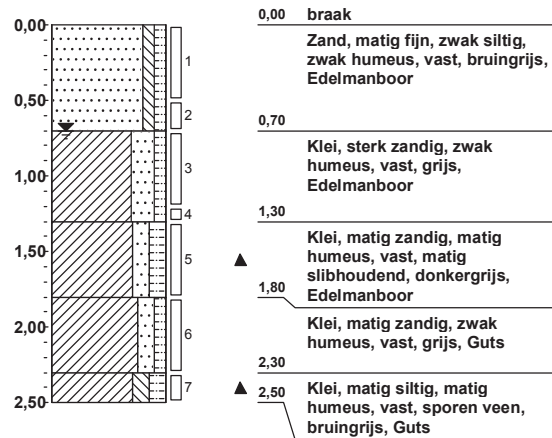 0,00
0,50
1,00
1,50
2,00
2,50
1
2
3
4
5
6
7
0,00 braak
Zand, matig fijn, zwak siltig,
zwak humeus, vast, bruingrijs,
Edelmanboor
0,70
Klei, sterk zandig, zwak
humeus, vast, grijs,
Edelmanboor
1,30
Klei, matig zandig, matig
humeus, vast, matig
slibhoudend, donkergrijs,
Edelmanboor
1,80
Klei, matig zandig, zwak
humeus, vast, grijs, Guts
2,30
Klei, matig siltig, matig
humeus, vast, sporen veen,
bruingrijs, Guts
2,50